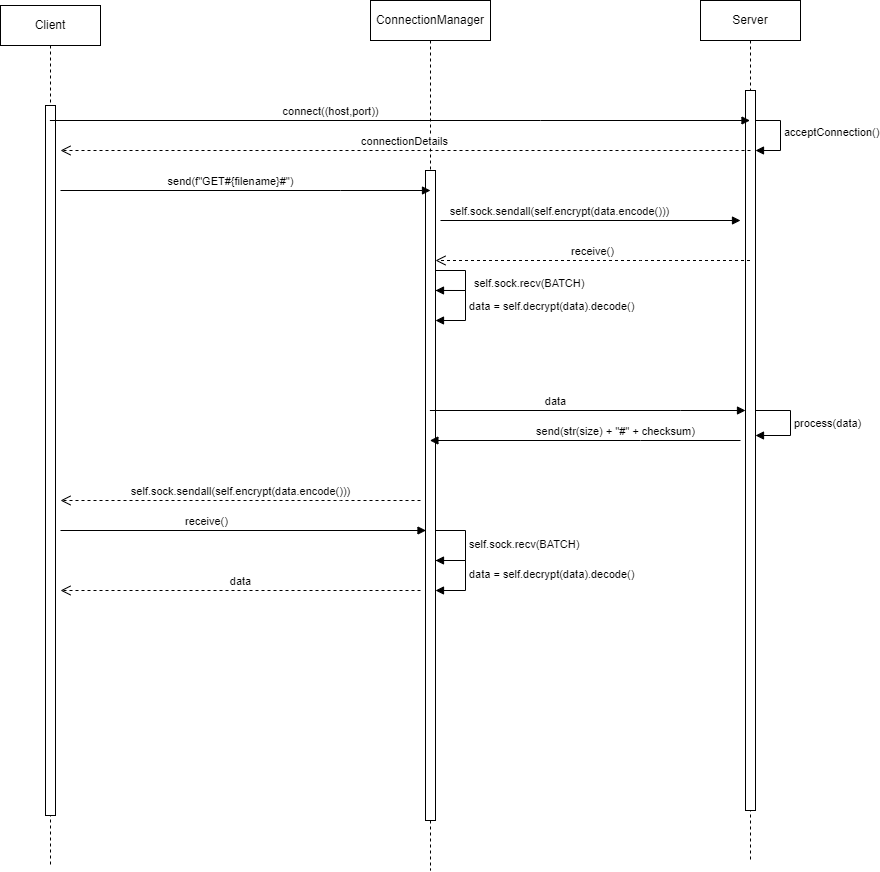 Client
ConnectionManager
Server
connect((host,port))
acceptConnection()
connectionDetails
send(f"GET#{filename}#")
self.sock.sendall(self.encrypt(data.encode()))
receive()
self.sock.recv(BATCH)
data = self.decrypt(data).decode()
data
process(data)
send(str(size) + "#" + checksum)
self.sock.sendall(self.encrypt(data.encode()))
receive()
self.sock.recv(BATCH)
data = self.decrypt(data).decode()
data